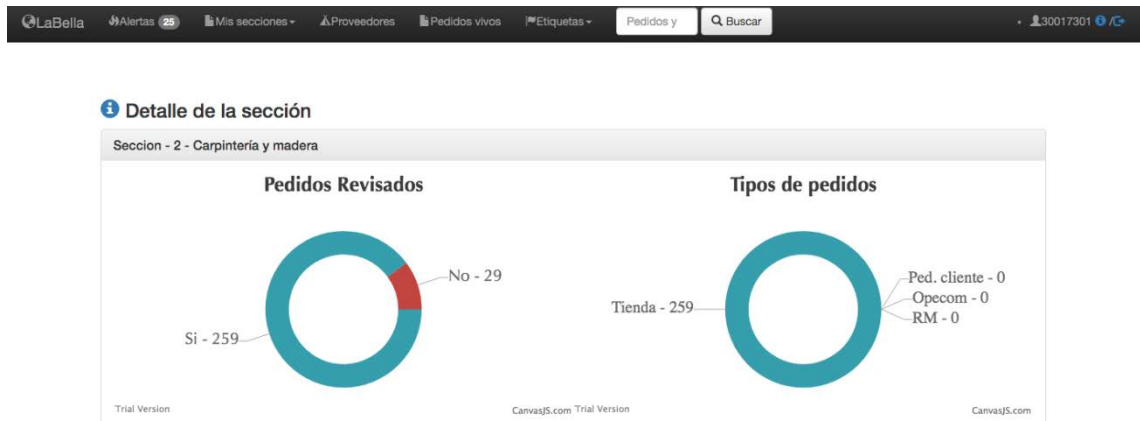 LaBella Alertas 25 Mis secciones Proveedores Pedidos vivos Etiquetas Pedidos y Buscar 30017301 /
Detalle de la sección
Seccion - 2 - Carpintería y madera
Pedidos Revisados
No - 29
Si - 259
Trial Version
CanvasJS.com
Tipos de pedidos
Ped. cliente - 0
Opecom - 0
RM - 0
Tienda - 259
Trial Version
CanvasJS.com